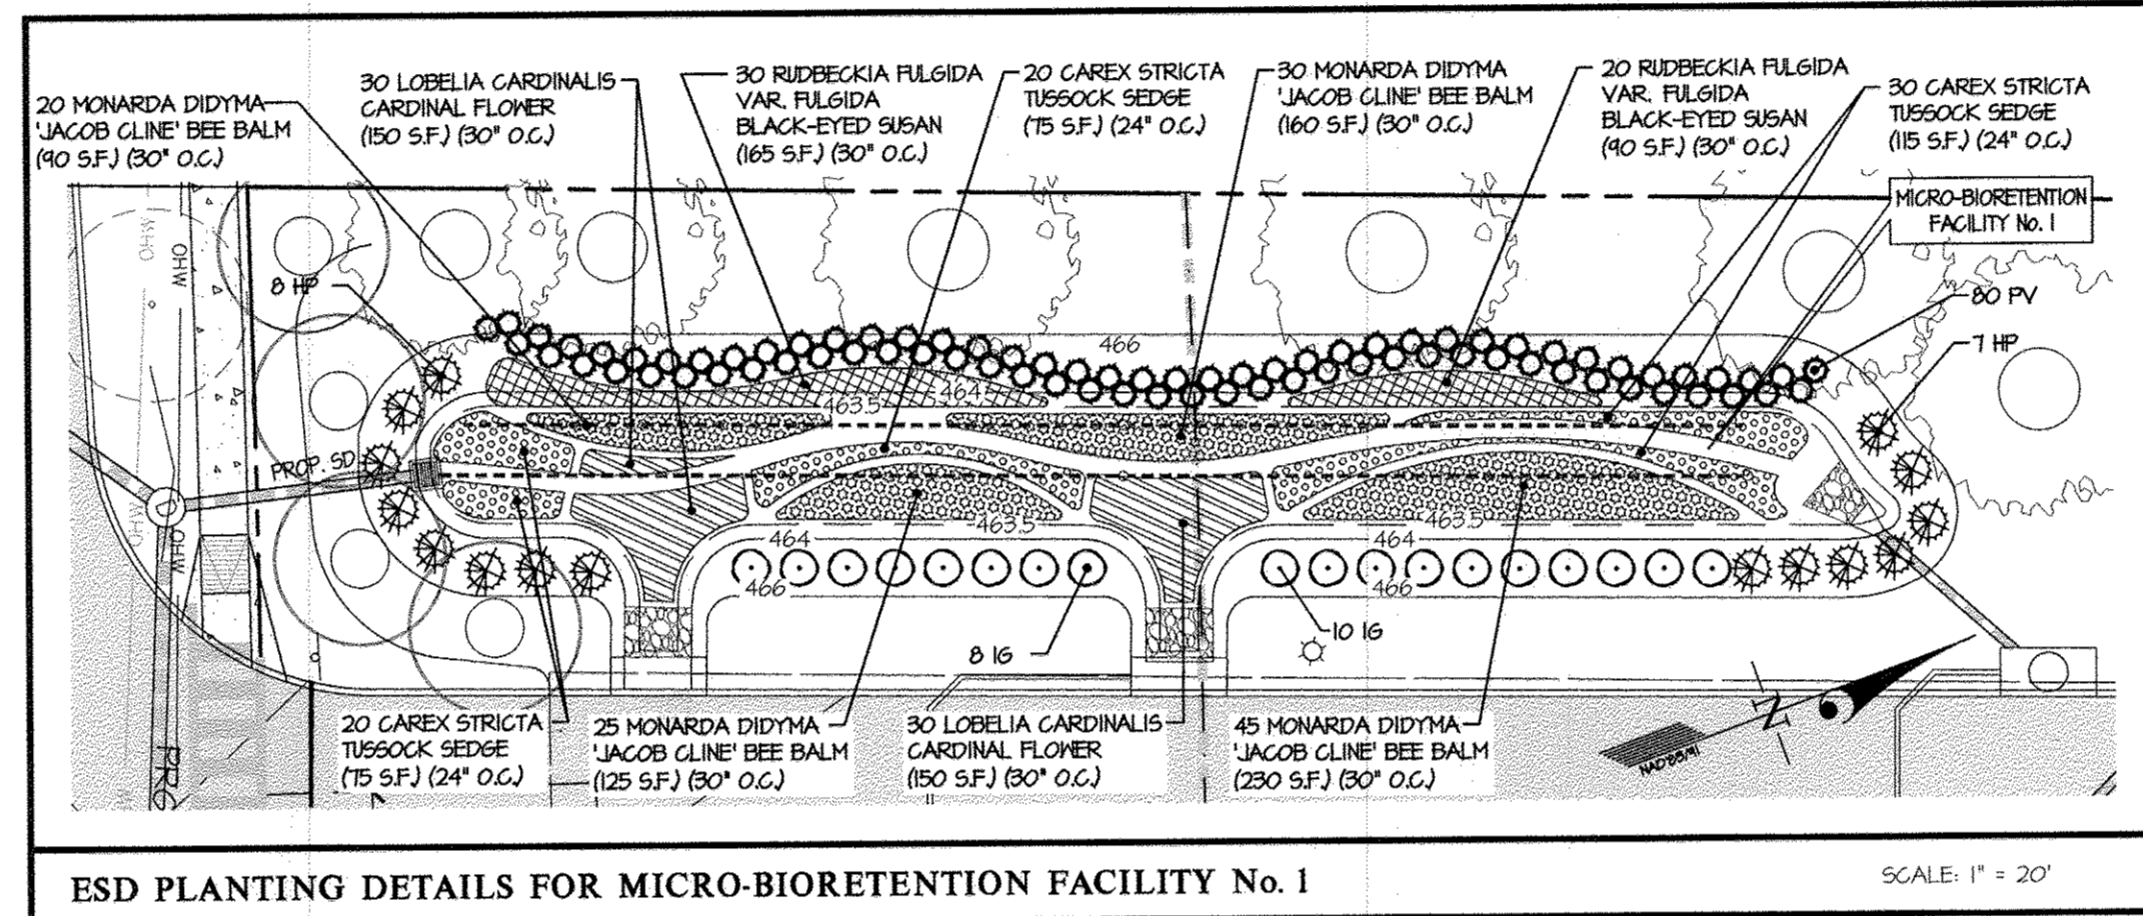 20 MONARDA DIDYMA
'JACOB CLINE' BEE BALM
(90 S.F.) (30" O.C.)
30 LOBELIA CARDINALIS
CARDINAL FLOWER
(150 S.F.) (30" O.C.)
30 RUDBECKIA FULGIDA
VAR. FULGIDA
BLACK-EYED SUSAN
(165 S.F.) (30" O.C.)
20 CAREX STRICTA
TUSSOCK SEDGE
(75 S.F.) (24" O.C.)
30 MONARDA DIDYMA
'JACOB CLINE' BEE BALM
(160 S.F.) (30" O.C.)
20 RUDBECKIA FULGIDA
VAR. FULGIDA
BLACK-EYED SUSAN
(90 S.F.) (30" O.C.)
30 CAREX STRICTA
TUSSOCK SEDGE
(115 S.F.) (24" O.C.)
MICRO-BIORETENTION
FACILITY No. 1
OHW
OHW
8 HP
80 PV
7 HP
466
464
463.5
PROP. SD
D
OHW
463.5
463.5
464
464
466
466
8 IG
10 IG
20 CAREX STRICTA
TUSSOCK SEDGE
(75 S.F.) (24" O.C.)
25 MONARDA DIDYMA
'JACOB CLINE' BEE BALM
(125 S.F.) (30" O.C.)
30 LOBELIA CARDINALIS
CARDINAL FLOWER
(150 S.F.) (30" O.C.)
45 MONARDA DIDYMA
'JACOB CLINE' BEE BALM
(230 S.F.) (30" O.C.)
N
NAD'83/91
ESD PLANTING DETAILS FOR MICRO-BIORETENTION FACILITY No. 1
SCALE: 1" = 20'